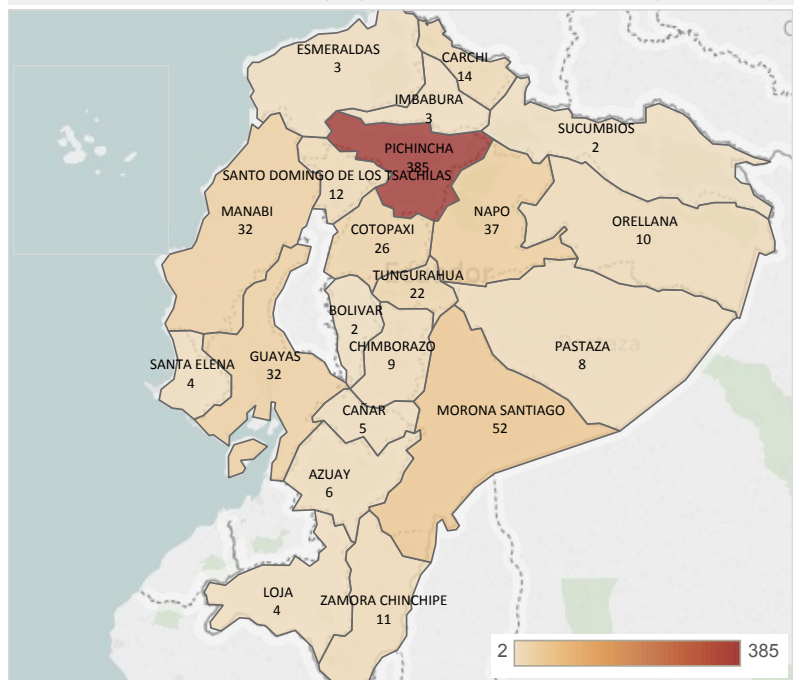 ESMERALDAS
3
CARCHI
14
IMBABURA
3
SUCUMBIOS
2
PICHINCHA
385
SANTO DOMINGO DE LOS TSACHILAS
12
MANABI
32
NAPO
37
ORELLANA
10
COTOPAXI
26
TUNGURAHUA
22
BOLIVAR
2
CHIMBORAZO
9
PASTAZA
8
SANTA ELENA
4
GUAYAS
32
CAÑAR
5
MORONA SANTIAGO
52
AZUAY
6
LOJA
4
ZAMORA CHINCHIPE
11
2 385